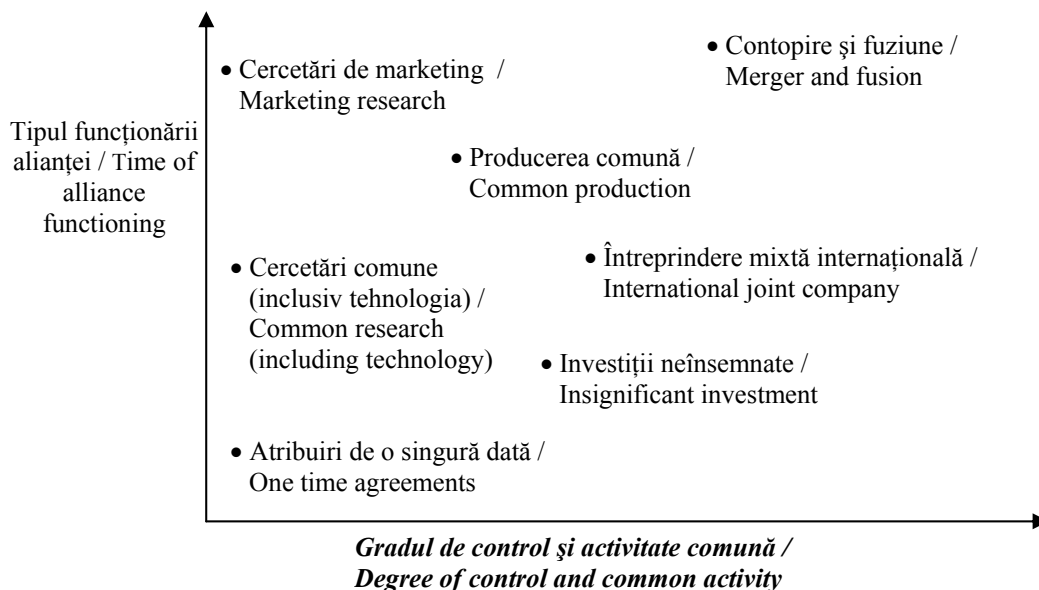 Contopire şi fuziune /
Merger and fusion
Cercetări de marketing /
Marketing research
Tipul funcționării
alianței / Time of
alliance
functioning
Producerea comună /
Common production
Întreprindere mixtă internațională /
International joint company
Cercetări comune
(inclusiv tehnologia) /
Common research
(including technology)
Investiții neînsemnate /
Insignificant investment
Atribuiri de o singură dată /
One time agreements
Gradul de control şi activitate comună /
Degree of control and common activity